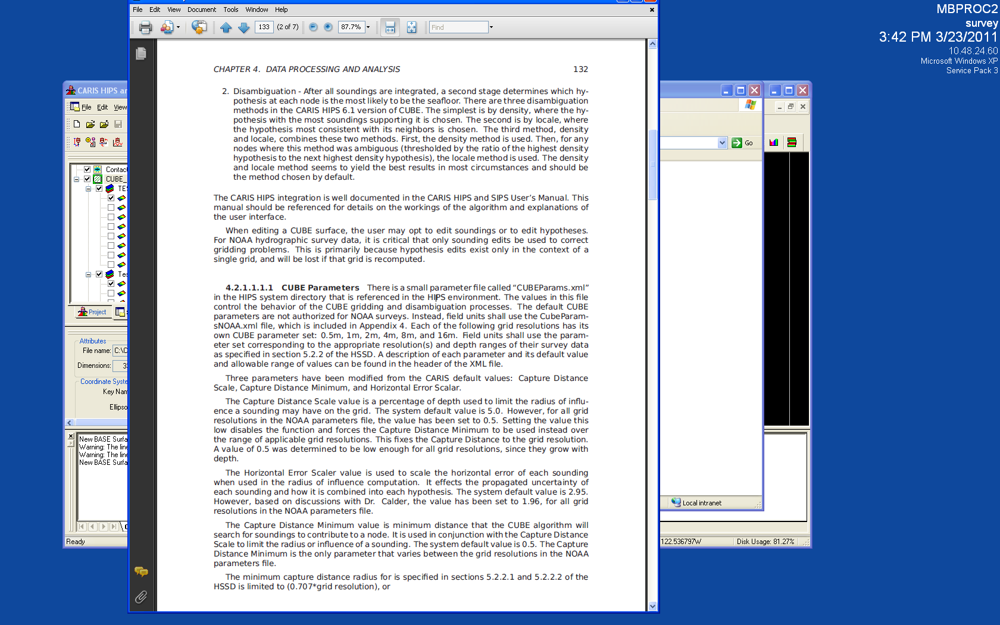 File Edit View Document Tools Window Help
133 (2 of 7) 87.7% Find
CHAPTER 4. DATA PROCESSING AND ANALYSIS 132
2. Disambiguation - After all soundings are integrated, a second stage determines which hy-
pothesis at each node is the most likely to be the seafloor. There are three disambiguation
methods in the CARIS HIPS 6.1 version of CUBE. The simplest is by density, where the hy-
pothesis with the most soundings supporting it is chosen. The second is by locale, where
the hypothesis most consistent with its neighbors is chosen. The third method, density
and locale, combines these two methods. First, the density method is used. Then, for any
nodes where this method was ambiguous (thresholded by the ratio of the highest density
hypothesis to the next highest density hypothesis), the locale method is used. The density
and locale method seems to yield the best results in most circumstances and should be
the method chosen by default.
The CARIS HIPS integration is well documented in the CARIS HIPS and SIPS User's Manual. This
manual should be referenced for details on the workings of the algorithm and explanations of
the user interface.
When editing a CUBE surface, the user may opt to edit soundings or to edit hypotheses.
For NOAA hydrographic survey data, it is critical that only sounding edits be used to correct
gridding problems. This is primarily because hypothesis edits exist only in the context of a
single grid, and will be lost if that grid is recomputed.
4.2.1.1.1.1 CUBE Parameters There is a small parameter file called “CUBEParams.xml”
in the HIPS system directory that is referenced in the HIPS environment. The values in this file
control the behavior of the CUBE gridding and disambiguation processes. The default CUBE
parameters are not authorized for NOAA surveys. Instead, field units shall use the CubeParam-
sNOAA.xml file, which is included in Appendix 4. Each of the following grid resolutions has its
own CUBE parameter set: 0.5m, 1m, 2m, 4m, 8m, and 16m. Field units shall use the param-
eter set corresponding to the appropriate resolution(s) and depth ranges of their survey data
as specified in section 5.2.2 of the HSSD. A description of each parameter and its default value
and allowable range of values can be found in the header of the XML file.
Three parameters have been modified from the CARIS default values: Capture Distance
Scale, Capture Distance Minimum, and Horizontal Error Scalar.
The Capture Distance Scale value is a percentage of depth used to limit the radius of influ-
ence a sounding may have on the grid. The system default value is 5.0. However, for all grid
resolutions in the NOAA parameters file, the value has been set to 0.5. Setting the value this
low disables the function and forces the Capture Distance Minimum to be used instead over
the range of applicable grid resolutions. This fixes the Capture Distance to the grid resolution.
A value of 0.5 was determined to be low enough for all grid resolutions, since they grow with
depth.
The Horizontal Error Scaler value is used to scale the horizontal error of each sounding
when used in the radius of influence computation. It effects the propagated uncertainty of
each sounding and how it is combined into each hypothesis. The system default value is 2.95.
However, based on discussions with Dr. Calder, the value has been set to 1.96, for all grid
resolutions in the NOAA parameters file.
The Capture Distance Minimum value is minimum distance that the CUBE algorithm will
search for soundings to contribute to a node. It is used in conjunction with the Capture Distance
Scale to limit the radius or influence of a sounding. The system default value is 0.5. The Capture
Distance Minimum is the only parameter that varies between the grid resolutions in the NOAA
parameters file.
The minimum capture distance radius for is specified in sections 5.2.2.1 and 5.2.2.2 of the
HSSD is limited to (0.707*grid resolution), or
MBPROC2
survey
3:42 PM 3/23/2011
10.48.24.60
Microsoft Windows XP
Service Pack 3
CARIS HIPS
File Edit View
Contac
CUBE_
TE
Tes
Project
Attributes
File name: C:\C
Dimensions:
Coordinate Syste
Key Nam
Ellipso
New BASE Surfa
Warning: The line
Warning: The line
New BASE Surfa
Ready
Go
Local intranet
122.536797W Disk Usage: 81.27%